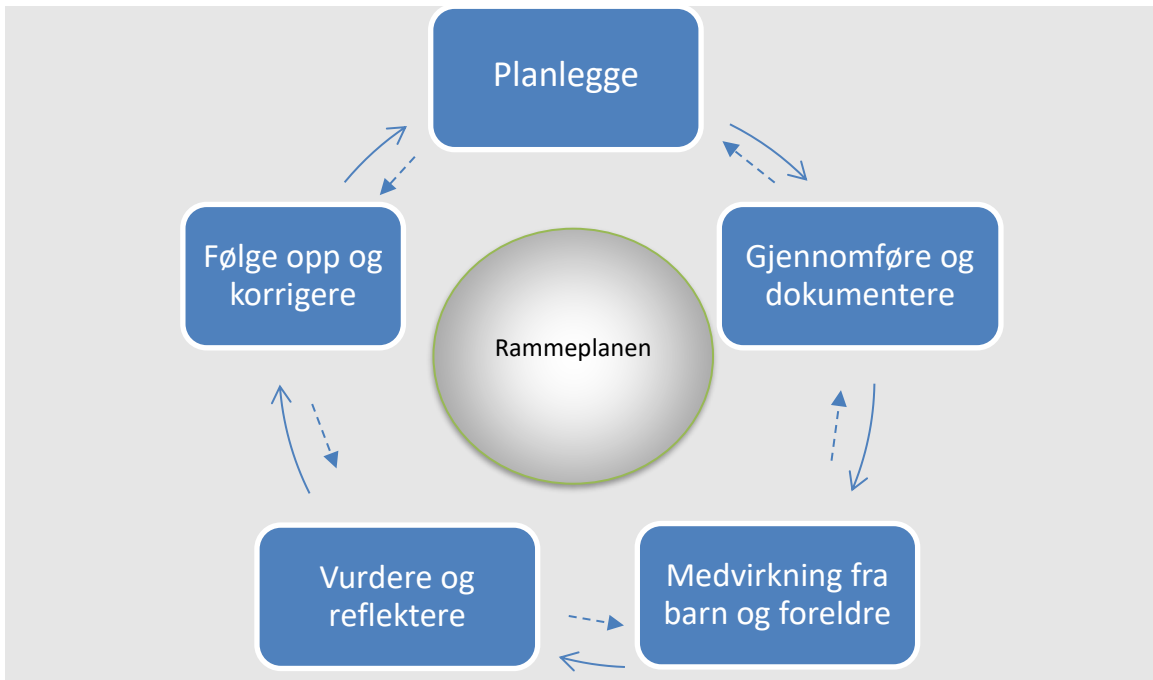 Planlegge
Gjennomføre og
dokumentere
Medvirkning fra
barn og foreldre
Vurdere og
reflektere
Følge opp og
korrigere
Rammeplanen